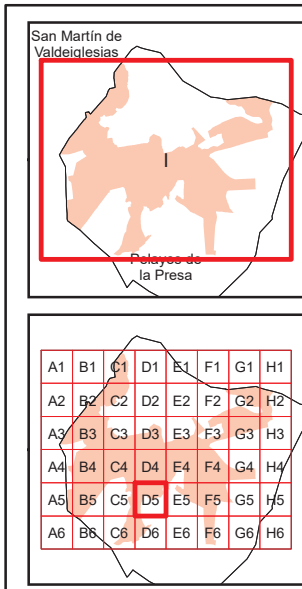 San Martín de
Valdeiglesias
I
Pelayos de
la Presa
A1 B1 C1 D1 E1 F1 G1 H1
A2 B2 C2 D2 E2 F2 G2 H2
A3 B3 C3 D3 E3 F3 G3 H3
A4 B4 C4 D4 E4 F4 G4 H4
A5 B5 C5 D5 E5 F5 G5 H5
A6 B6 C6 D6 E6 F6 G6 H6